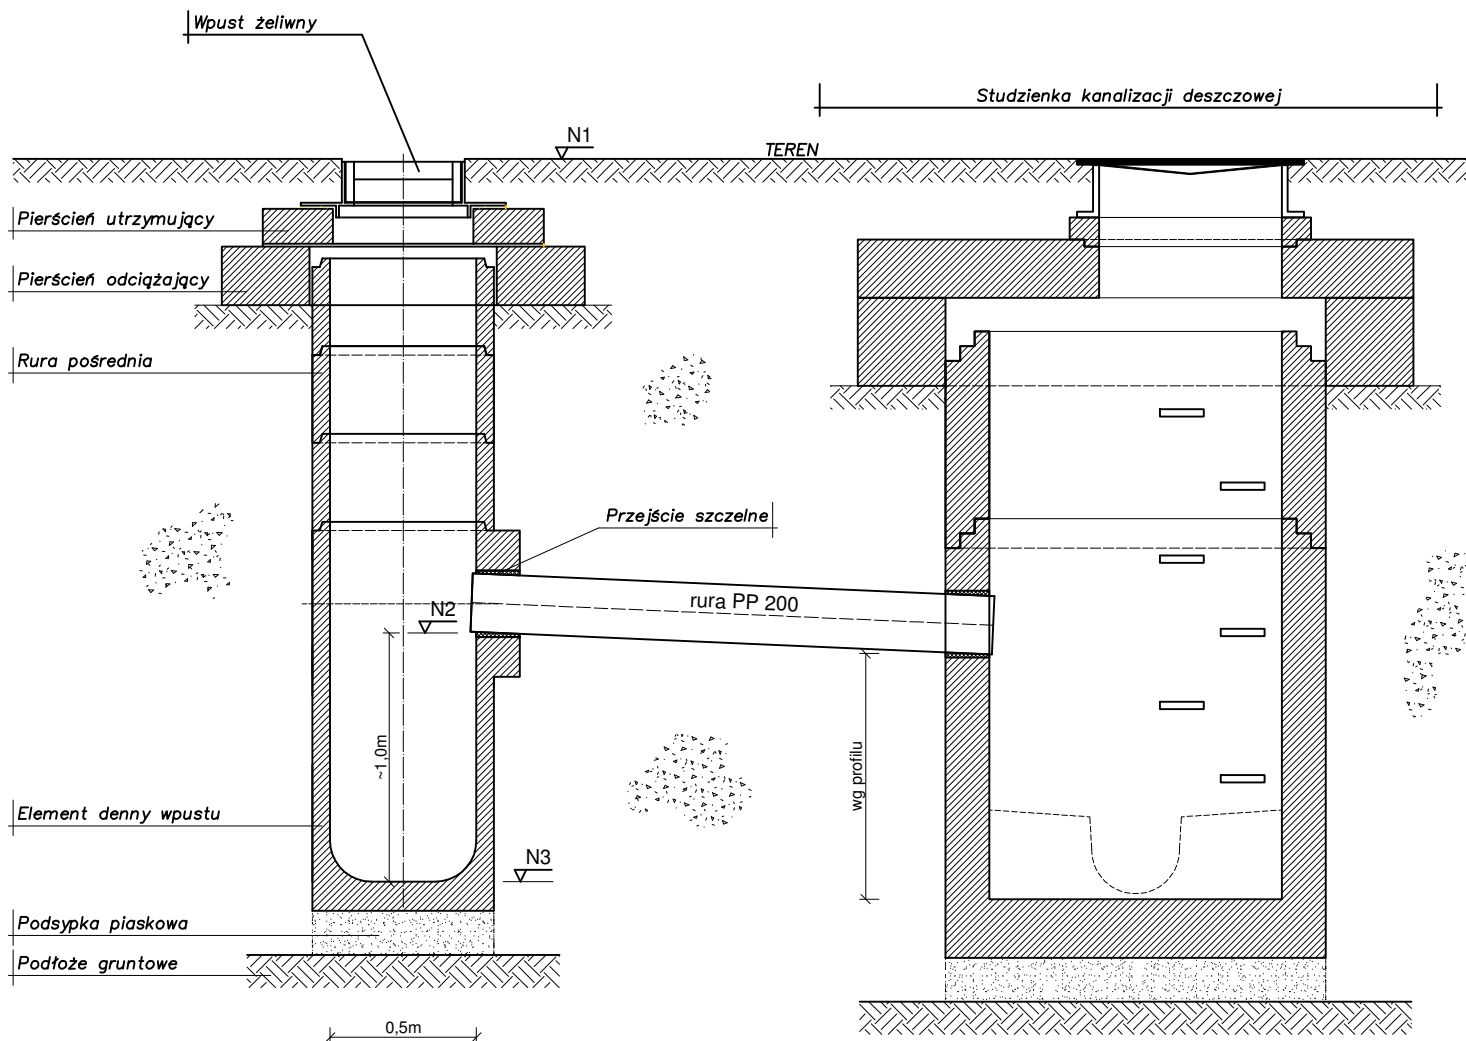 Wpust żeliwny
Studzienka kanalizacji deszczowej
N1
TEREN
Pierścień utrzymujący
Pierścień odciążający
Rura pośrednia
Przejście szczelne
rura PP 200
N2
~1,0m
wg profilu
Element denny wpustu
N3
Podsypka piaskowa
Podłoże gruntowe
0,5m